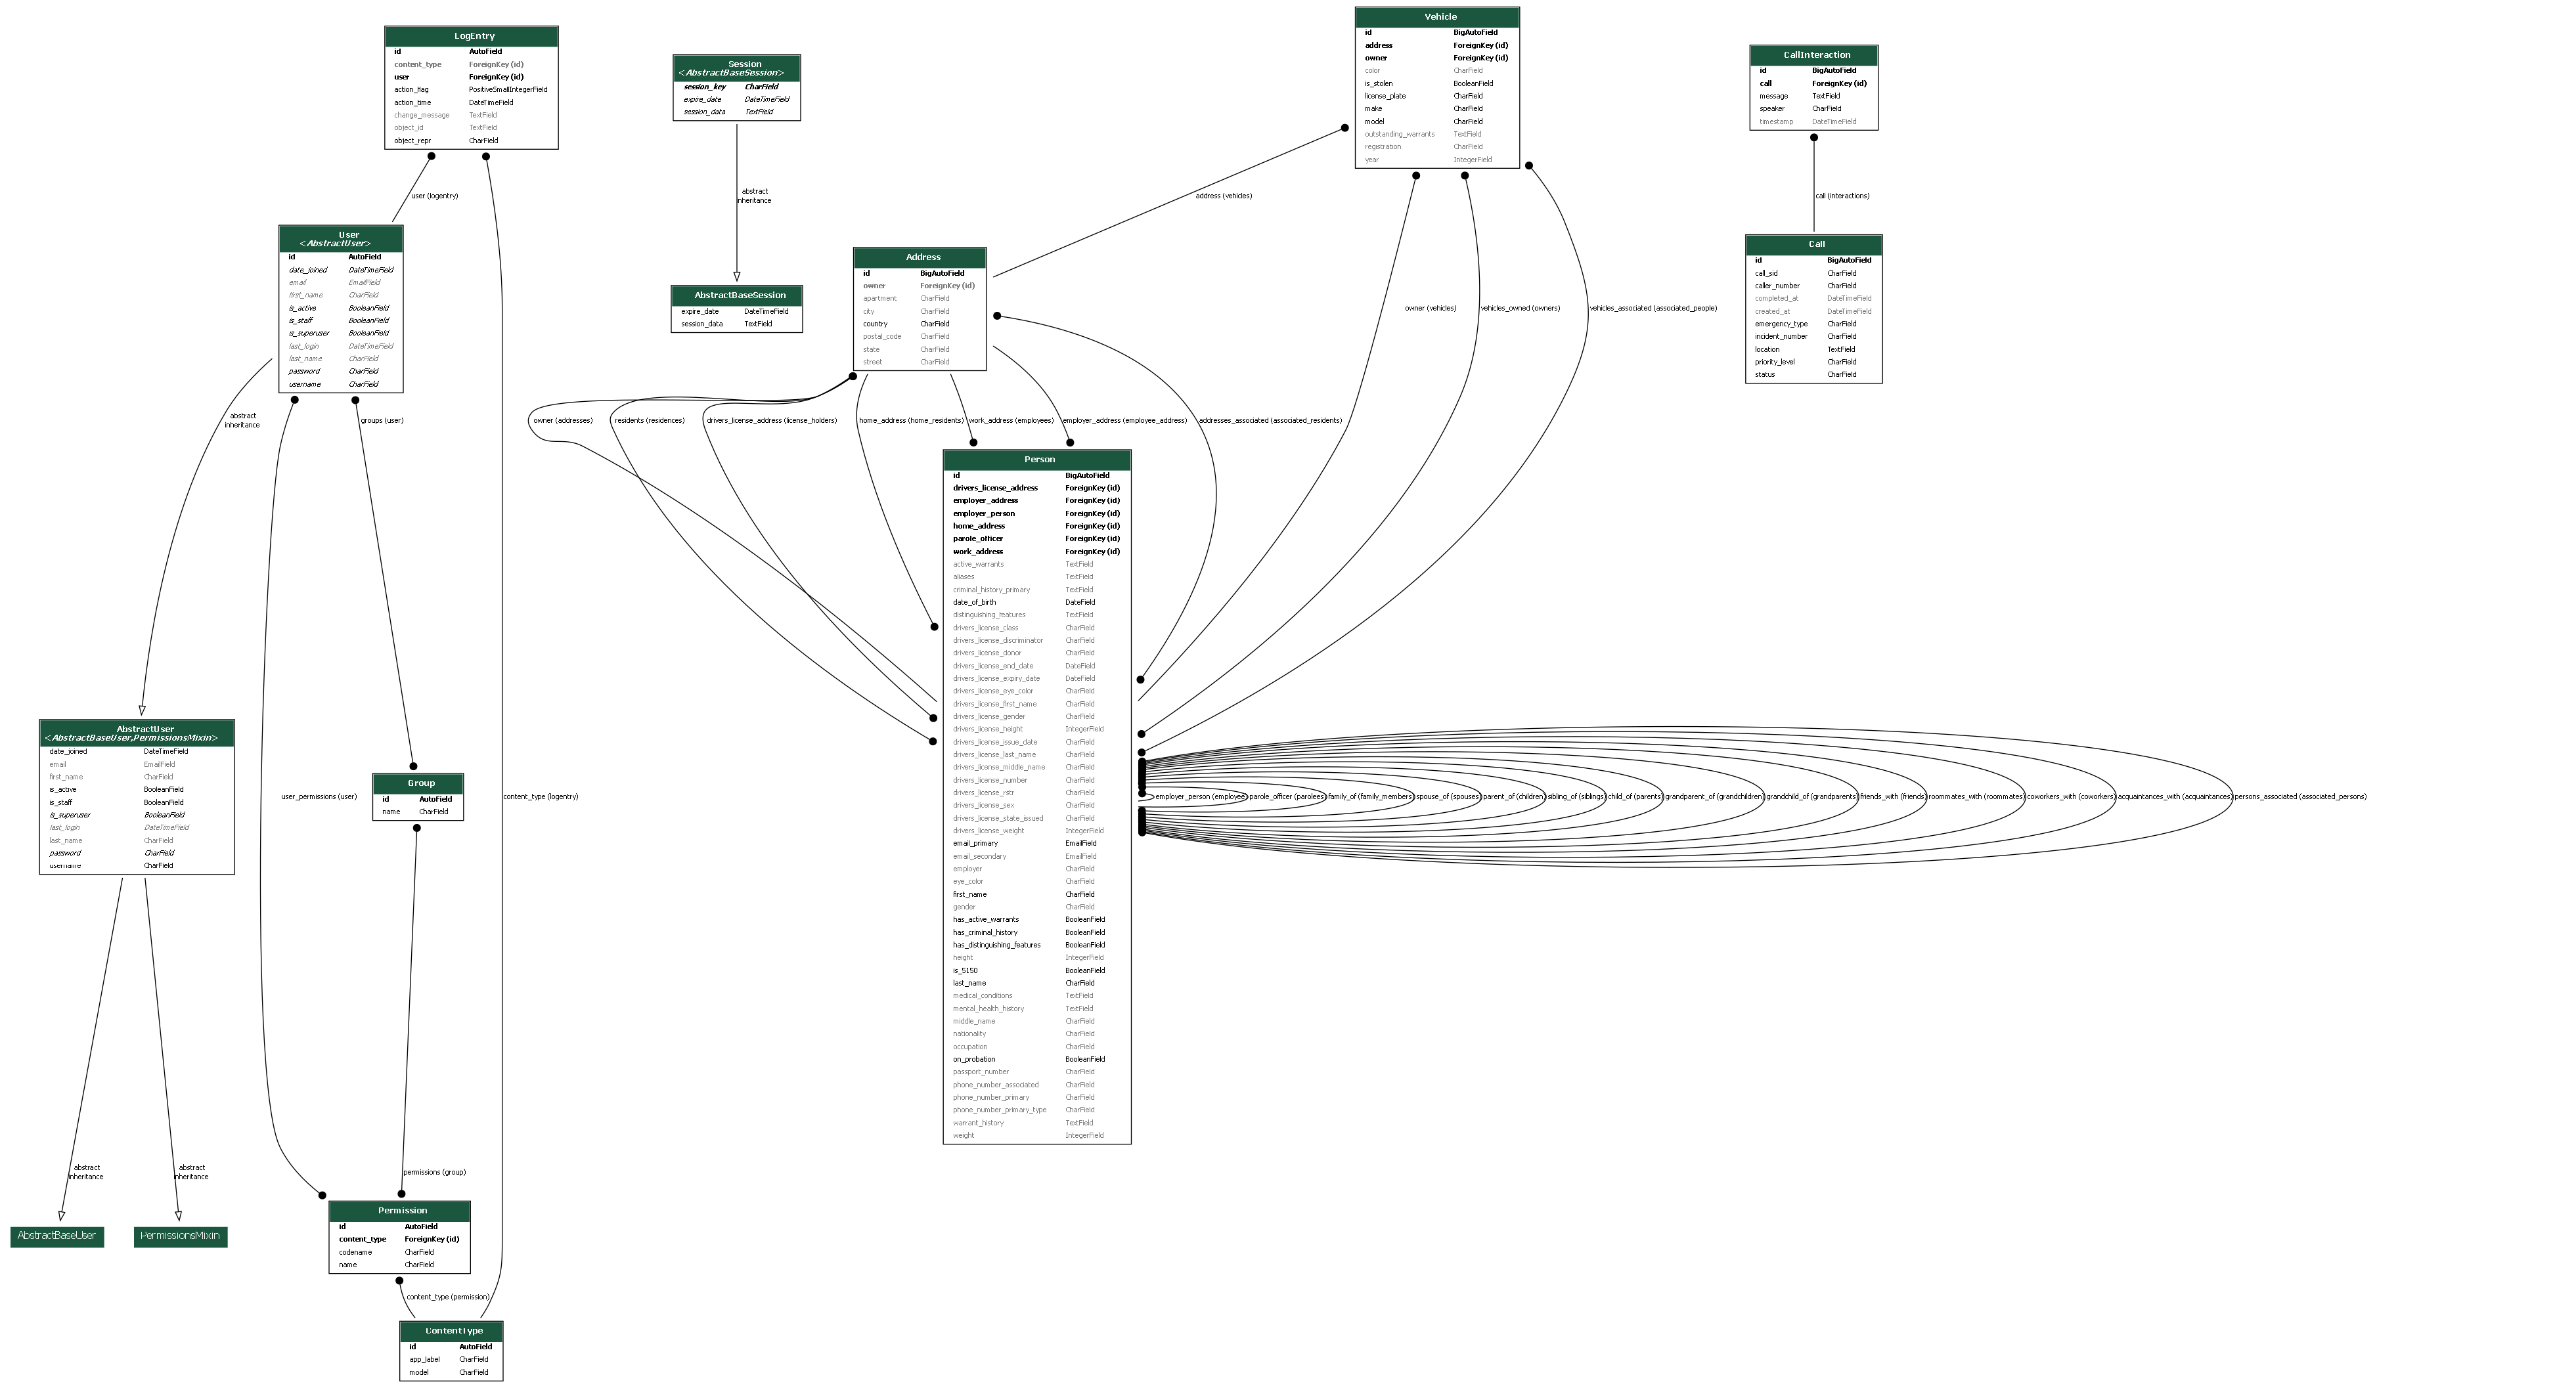 LogEntry
id AutoField
content_type ForeignKey (id)
user ForeignKey (id)
action_flag PositiveSmallIntegerField
action_time DateTimeField
change_message TextField
object_id TextField
object_repr CharField
Session
<AbstractBaseSession>
session_key CharField
expire_date DateTimeField
session_data TextField
Vehicle
id BigAutoField
address ForeignKey (id)
owner ForeignKey (id)
color CharField
is_stolen BooleanField
license_plate CharField
make CharField
model CharField
outstanding_warrants TextField
registration CharField
year IntegerField
CallInteraction
id BigAutoField
call ForeignKey (id)
message TextField
speaker CharField
timestamp DateTimeField
user (logentry)
abstract
inheritance
address (vehicles)
call (interactions)
User
<AbstractUser>
id AutoField
date_joined DateTimeField
email EmailField
first_name CharField
is_active BooleanField
is_staff BooleanField
is_superuser BooleanField
last_login DateTimeField
last_name CharField
password CharField
username CharField
AbstractBaseSession
expire_date DateTimeField
session_data TextField
Address
id BigAutoField
owner ForeignKey (id)
apartment CharField
city CharField
country CharField
postal_code CharField
state CharField
street CharField
owner (vehicles)
vehicles_owned (owners)
vehicles_associated (associated_people)
Call
id BigAutoField
call_sid CharField
caller_number CharField
completed_at DateTimeField
created_at DateTimeField
emergency_type CharField
incident_number CharField
location TextField
priority_level CharField
status CharField
abstract
inheritance
groups (user)
owner (addresses)
residents (residences)
drivers_license_address (license_holders)
home_address (home_residents)
work_address (employees)
employer_address (employee_address)
addresses_associated (associated_residents)
Person
id BigAutoField
drivers_license_address ForeignKey (id)
employer_address ForeignKey (id)
employer_person ForeignKey (id)
home_address ForeignKey (id)
parole_officer ForeignKey (id)
work_address ForeignKey (id)
active_warrants TextField
aliases TextField
criminal_history_primary TextField
date_of_birth DateField
distinguishing_features TextField
drivers_license_class CharField
drivers_license_discriminator CharField
drivers_license_donor CharField
drivers_license_end_date DateField
drivers_license_expiry_date DateField
drivers_license_eye_color CharField
drivers_license_first_name CharField
drivers_license_gender CharField
drivers_license_height IntegerField
drivers_license_issue_date CharField
drivers_license_last_name CharField
drivers_license_middle_name CharField
drivers_license_number CharField
drivers_license_rstr CharField
drivers_license_sex CharField
drivers_license_state_issued CharField
drivers_license_weight IntegerField
email_primary EmailField
email_secondary EmailField
employer CharField
eye_color CharField
first_name CharField
gender CharField
has_active_warrants BooleanField
has_criminal_history BooleanField
has_distinguishing_features BooleanField
height IntegerField
is_5150 BooleanField
last_name CharField
medical_conditions TextField
mental_health_history TextField
middle_name CharField
nationality CharField
occupation CharField
on_probation BooleanField
passport_number CharField
phone_number_associated CharField
phone_number_primary CharField
phone_number_primary_type CharField
warrant_history TextField
weight IntegerField
employer_person (employee)
parole_officer (parolees)
family_of (family_members)
spouse_of (spouses)
parent_of (children)
sibling_of (siblings)
child_of (parents)
grandparent_of (grandchildren)
grandchild_of (grandparents)
friends_with (friends)
roommates_with (roommates)
coworkers_with (coworkers)
acquaintances_with (acquaintances)
persons_associated (associated_persons)
AbstractUser
<AbstractBaseUser,PermissionsMixin>
date_joined DateTimeField
email EmailField
first_name CharField
is_active BooleanField
is_staff BooleanField
is_superuser BooleanField
last_login DateTimeField
last_name CharField
password CharField
username CharField
user_permissions (user)
Group
id AutoField
name CharField
content_type (logentry)
abstract
inheritance
abstract
inheritance
permissions (group)
AbstractBaseUser
PermissionsMixin
Permission
id AutoField
content_type ForeignKey (id)
codename CharField
name CharField
content_type (permission)
ContentType
id AutoField
app_label CharField
model CharField